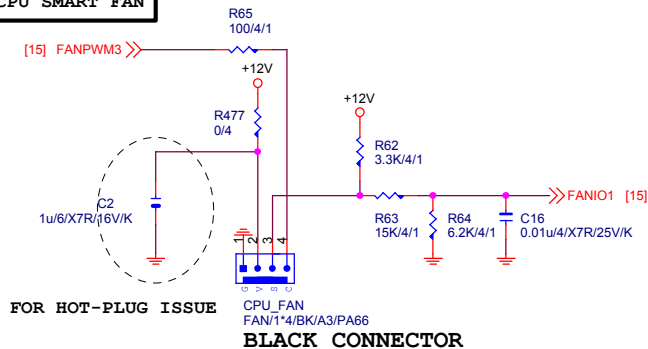 CPU SMART FAN
R65
100/4/1
[15] FANPWM3
+12V
R477
0/4
+12V
R62
3.3K/4/1
FANIO1 [15]
C2
1u/6/X7R/16V/K
R63
15K/4/1
R64
6.2K/4/1
C16
0.01u/4/X7R/25V/K
1
2
3
4
G
V
S
C
FOR HOT-PLUG ISSUE
CPU_FAN
FAN/1*4/BK/A3/PA66
BLACK CONNECTOR